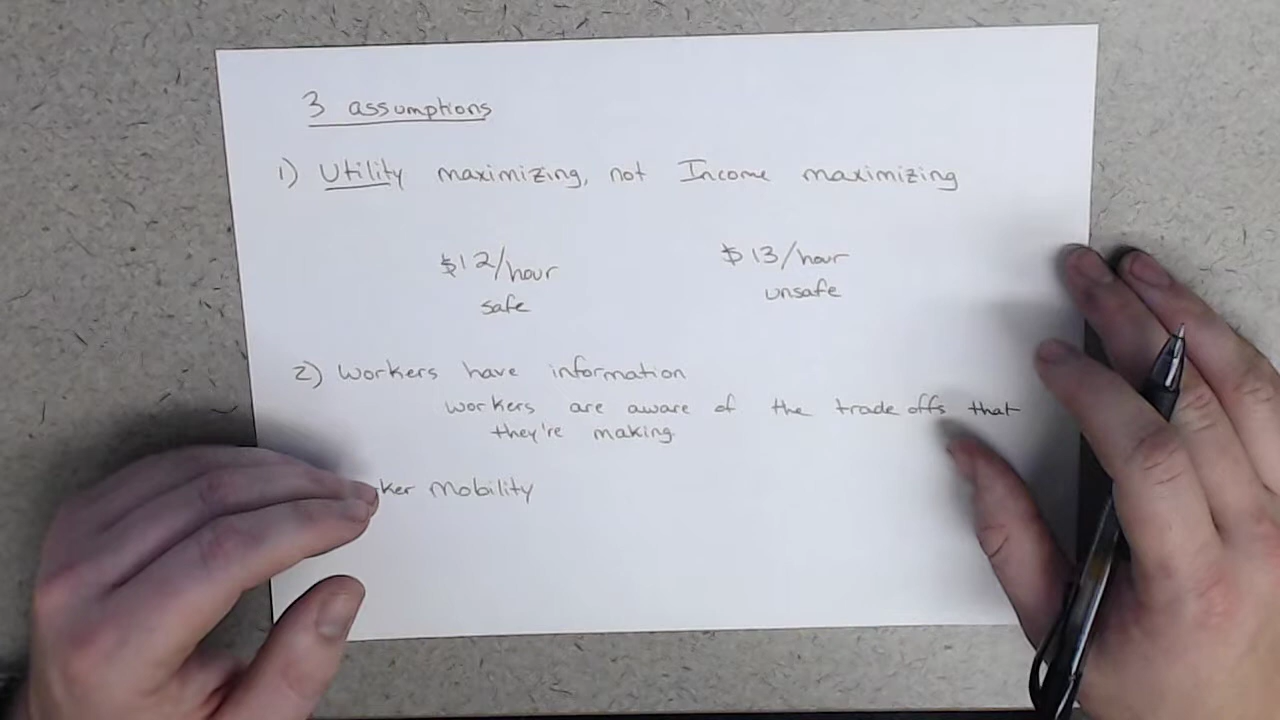 3 assumptions
1) Utility maximizing, not Income maximizing
$12/hour $13/hour
safe unsafe
2) Workers have information
workers are aware of the trade offs that
they're making.
ker Mobility